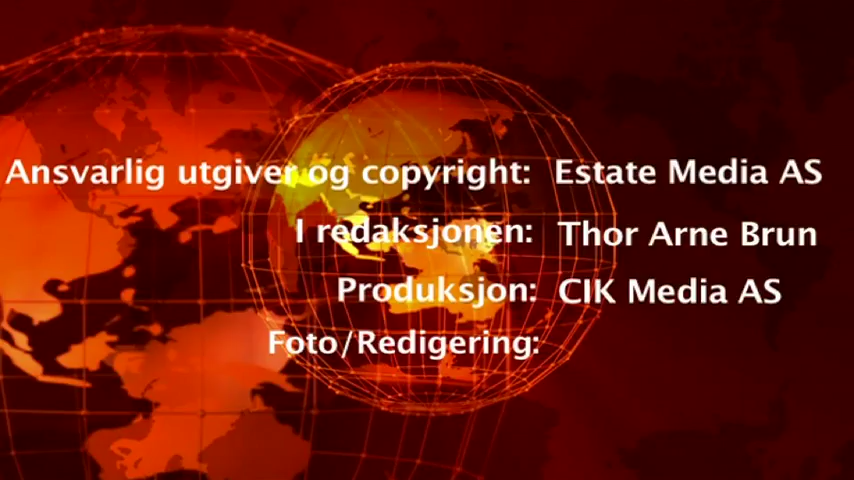 Ansvarlig utgiver og copyright: Estate Media AS
I redaksjonen: Thor Arne Brun
Produksjon: CIK Media AS
Foto/Redigering: